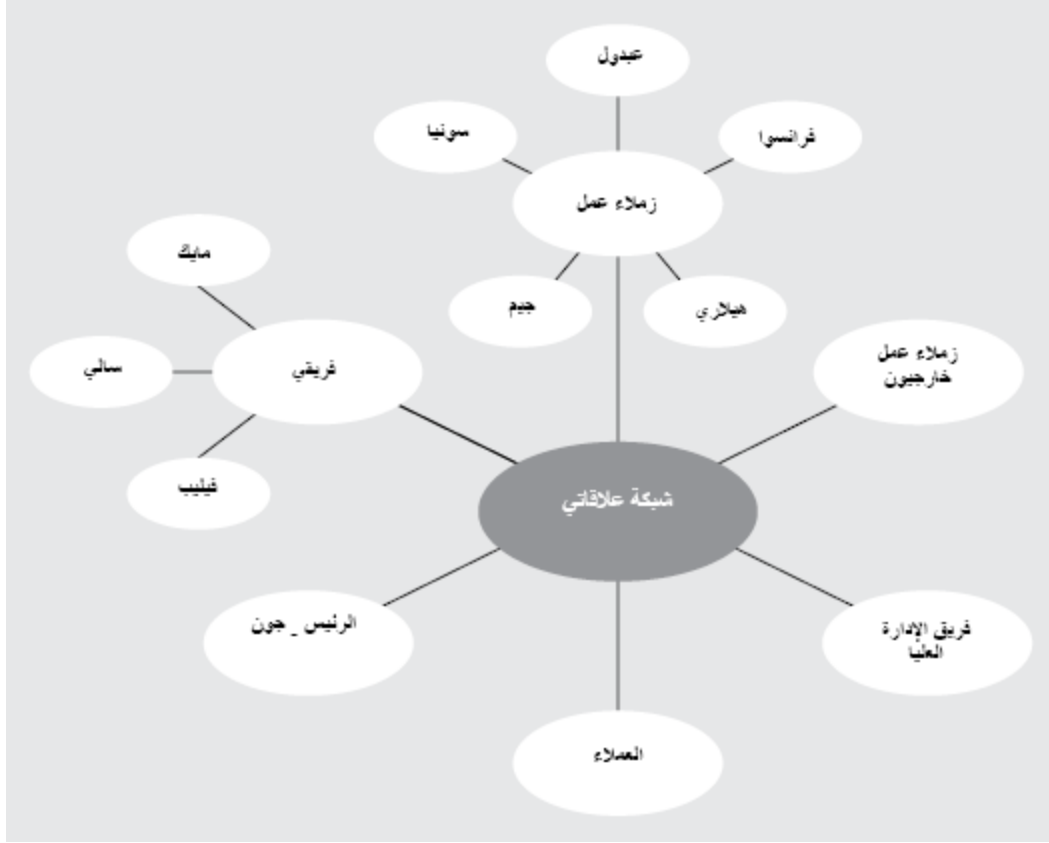 عبدول
سونيا
فرانسوا
زملاء عمل
مايك
جيم
هيلاري
سالي
فريقي
زملاء عمل
خارجيون
فيليب
شبكة علاقاتي
الرئيس _ جون
فريق الإدارة
العليا
العملاء